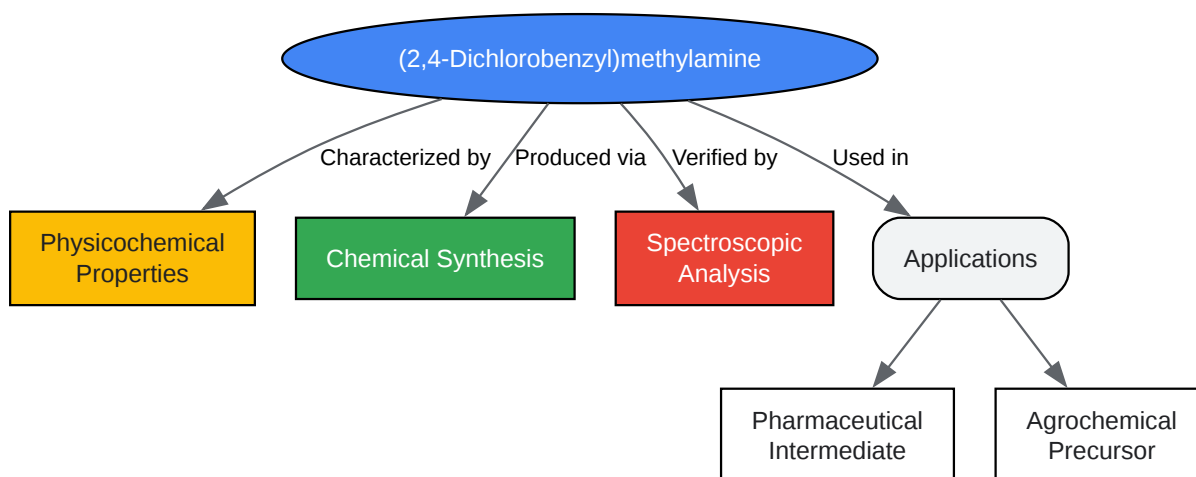 (2,4-Dichlorobenzyl)methylamine
Characterized by
Produced via
Verified by
Used in
Physicochemical
Properties
Chemical Synthesis
Spectroscopic
Analysis
Applications
Pharmaceutical
Intermediate
Agrochemical
Precursor